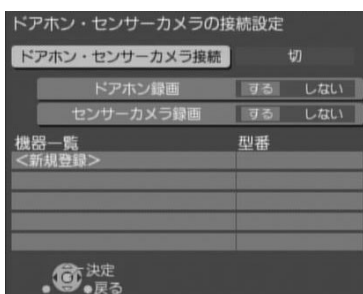 ドアホン・センサーカメラの接続設定
ドアホン・センサーカメラ接続 切
ドアホン録画 する しない
センサーカメラ録画 する しない
機器一覧 型番
<新規登録>
決定
戻る